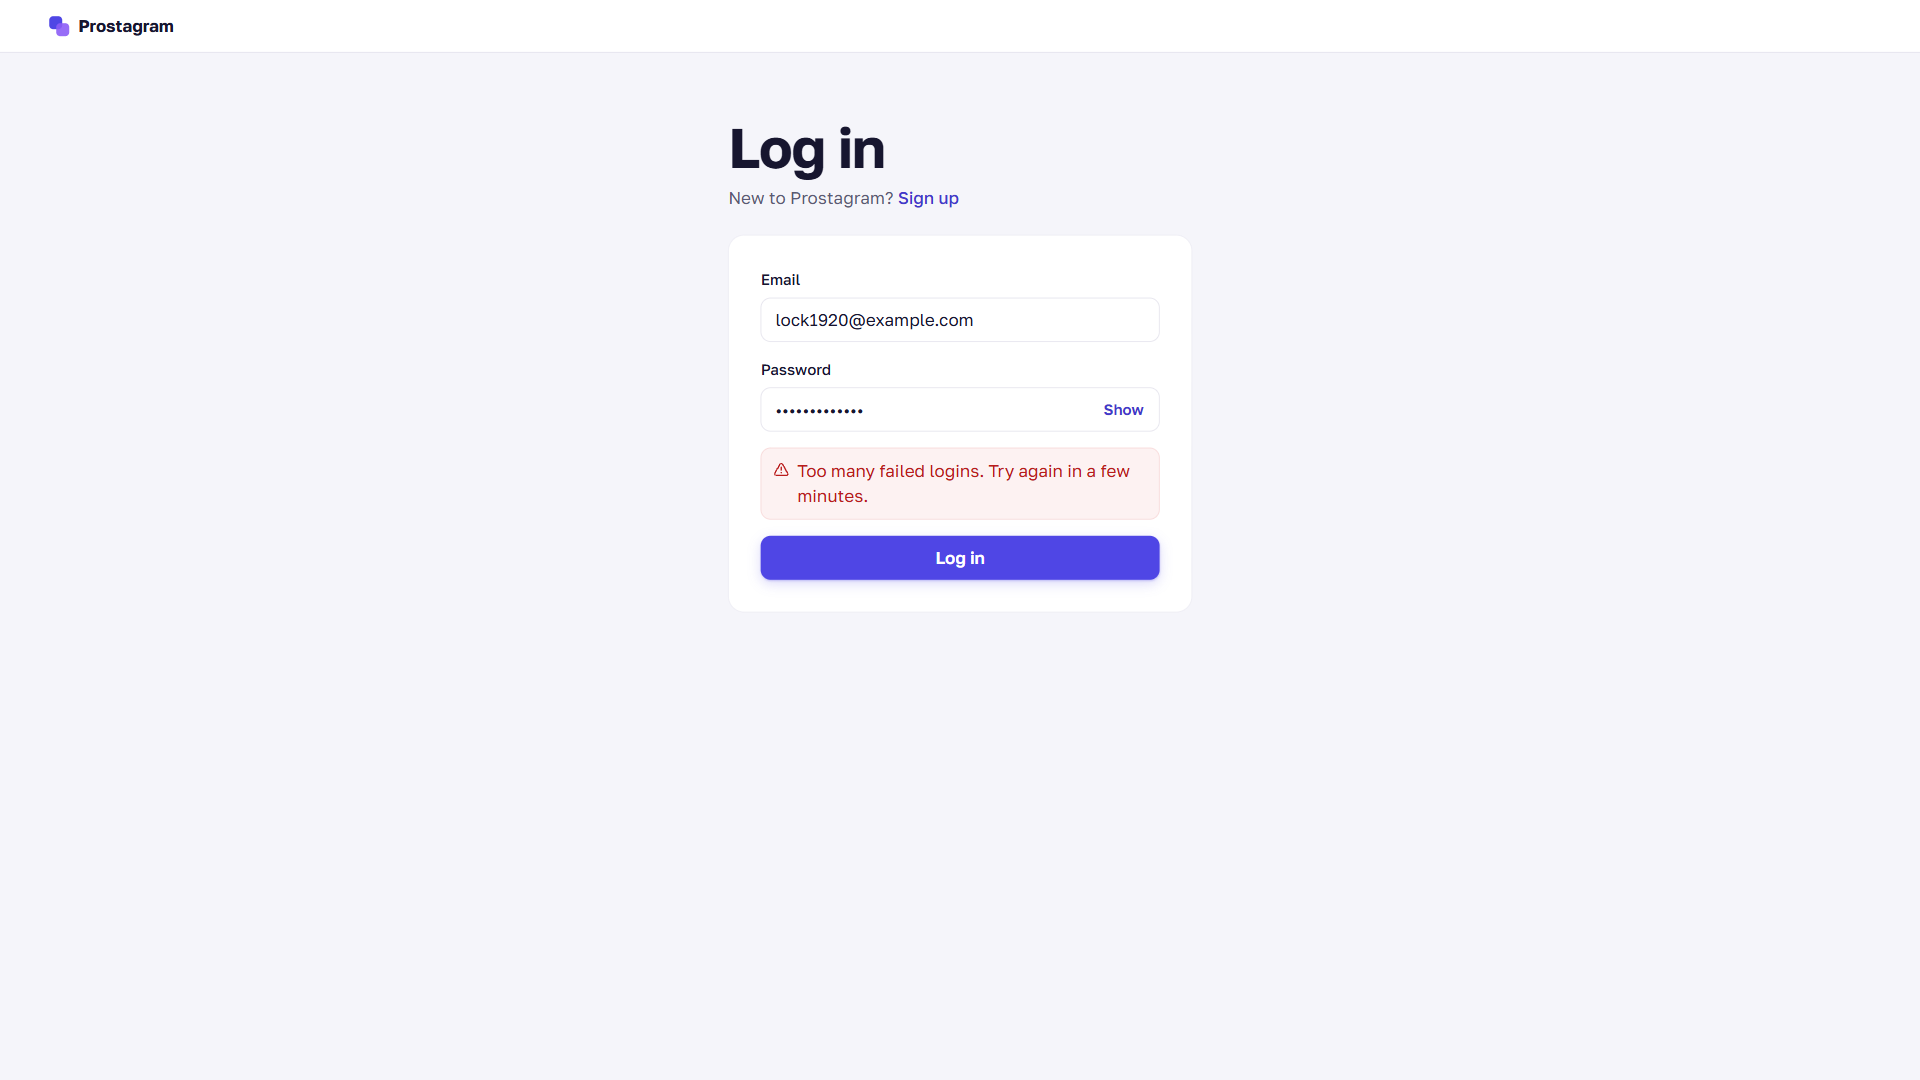 Prostagram
Log in
New to Prostagram? Sign up
Email
lock1920@example.com
Password
••••••••••••• Show
Too many failed logins. Try again in a few
minutes.
Log in